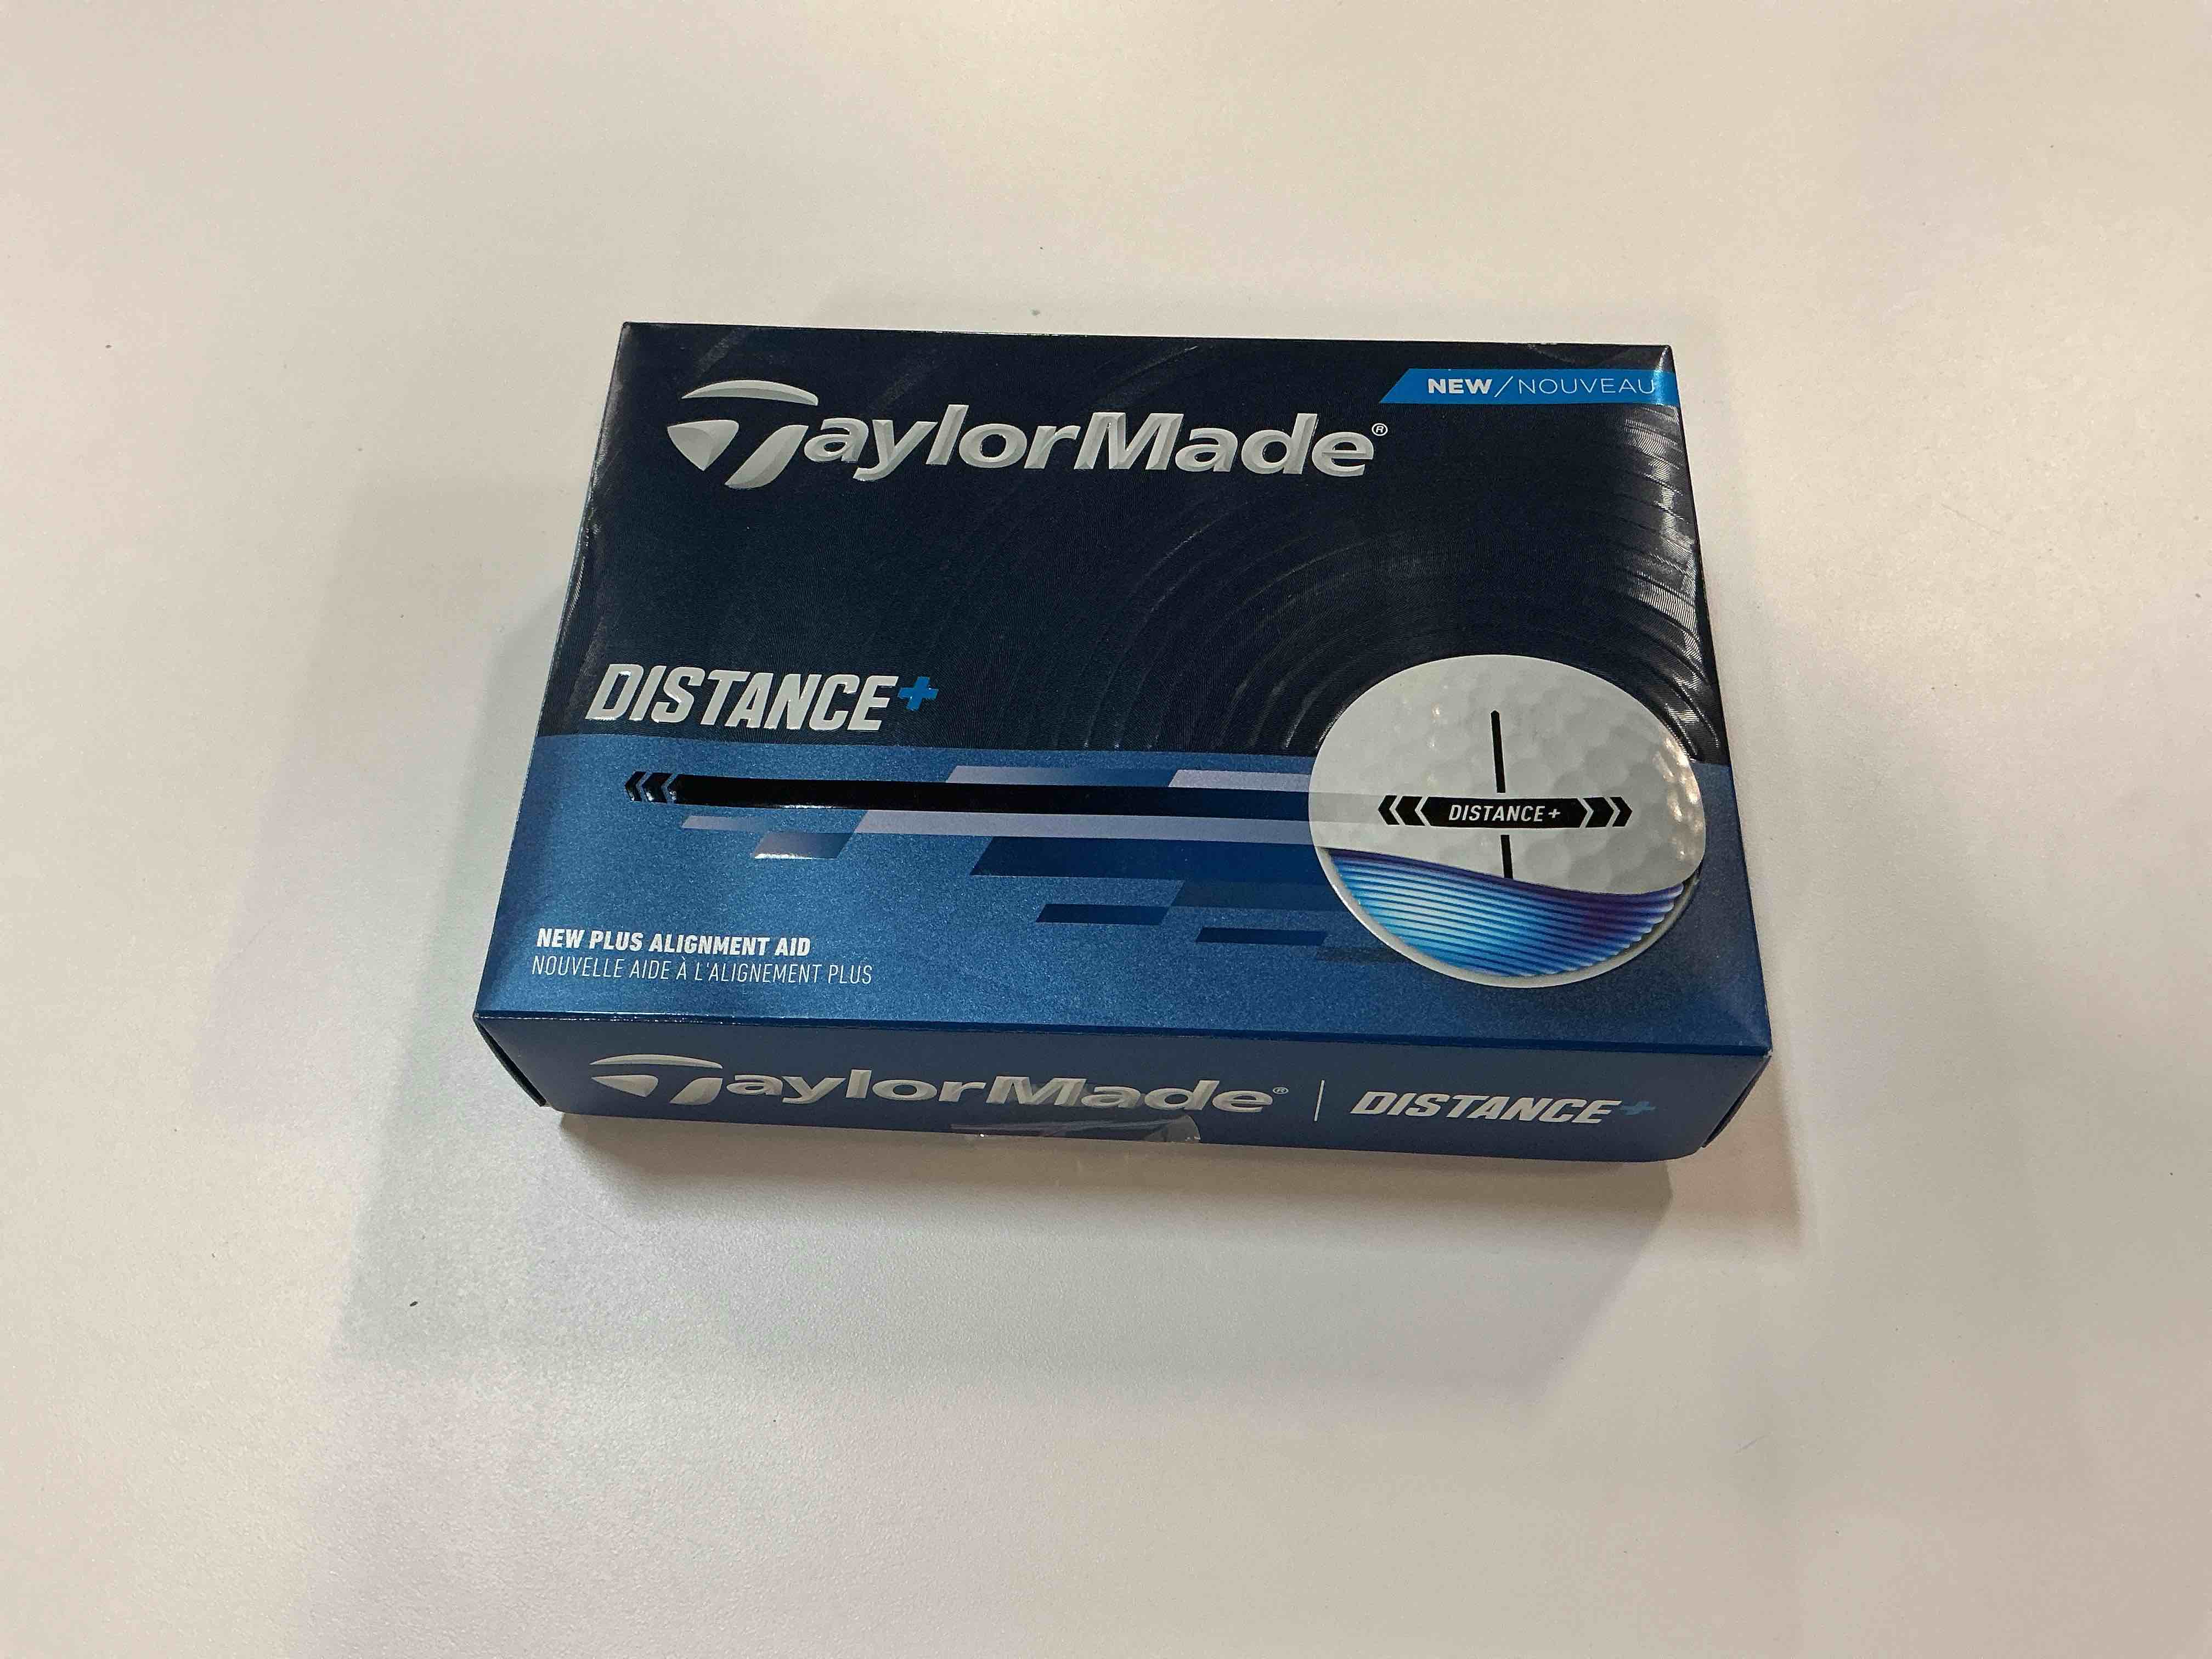 NEW/NOUVEAU
TaylorMade®
DISTANCE+
DISTANCE+
NEW PLUS ALIGNMENT AID
NOUVELLE AIDE À L'ALIGNEMENT PLUS
TaylorMade® | DISTANCE+